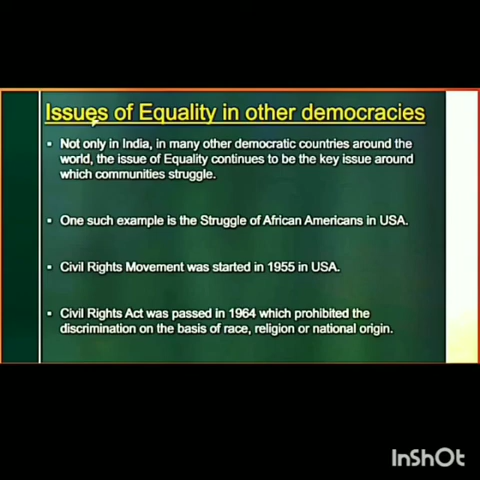 Issues of Equality in other democracies
▪ Not only in India, in many other democratic countries around the
world, the issue of Equality continues to be the key issue around
which communities struggle.
▪ One such example is the Struggle of African Americans in USA.
▪ Civil Rights Movement was started in 1955 in USA.
▪ Civil Rights Act was passed in 1964 which prohibited the
discrimination on the basis of race, religion or national origin.
InShOt